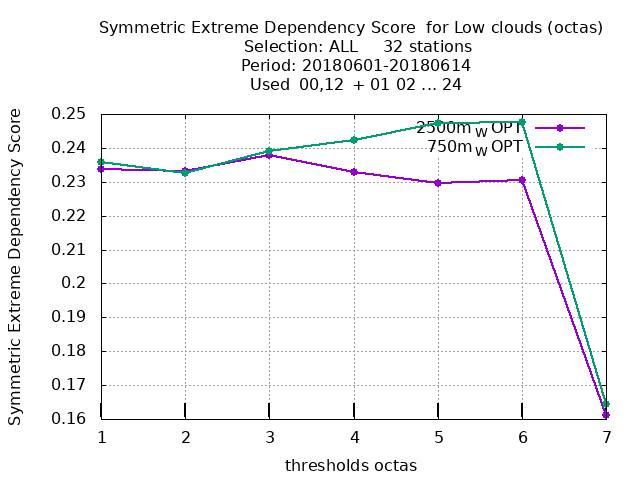 Symmetric Extreme Dependency Score  for Low clouds (octas)
Selection: ALL     32 stations
Period: 20180601-20180614
Used  00,12  + 01 02 ... 24
Symmetric Extreme Dependency Score
0.25
0.24
0.23
0.22
0.21
0.2
0.19
0.18
0.17
0.16
2500m W OPT
750m W OPT
1 2 3 4 5 6 7
thresholds octas